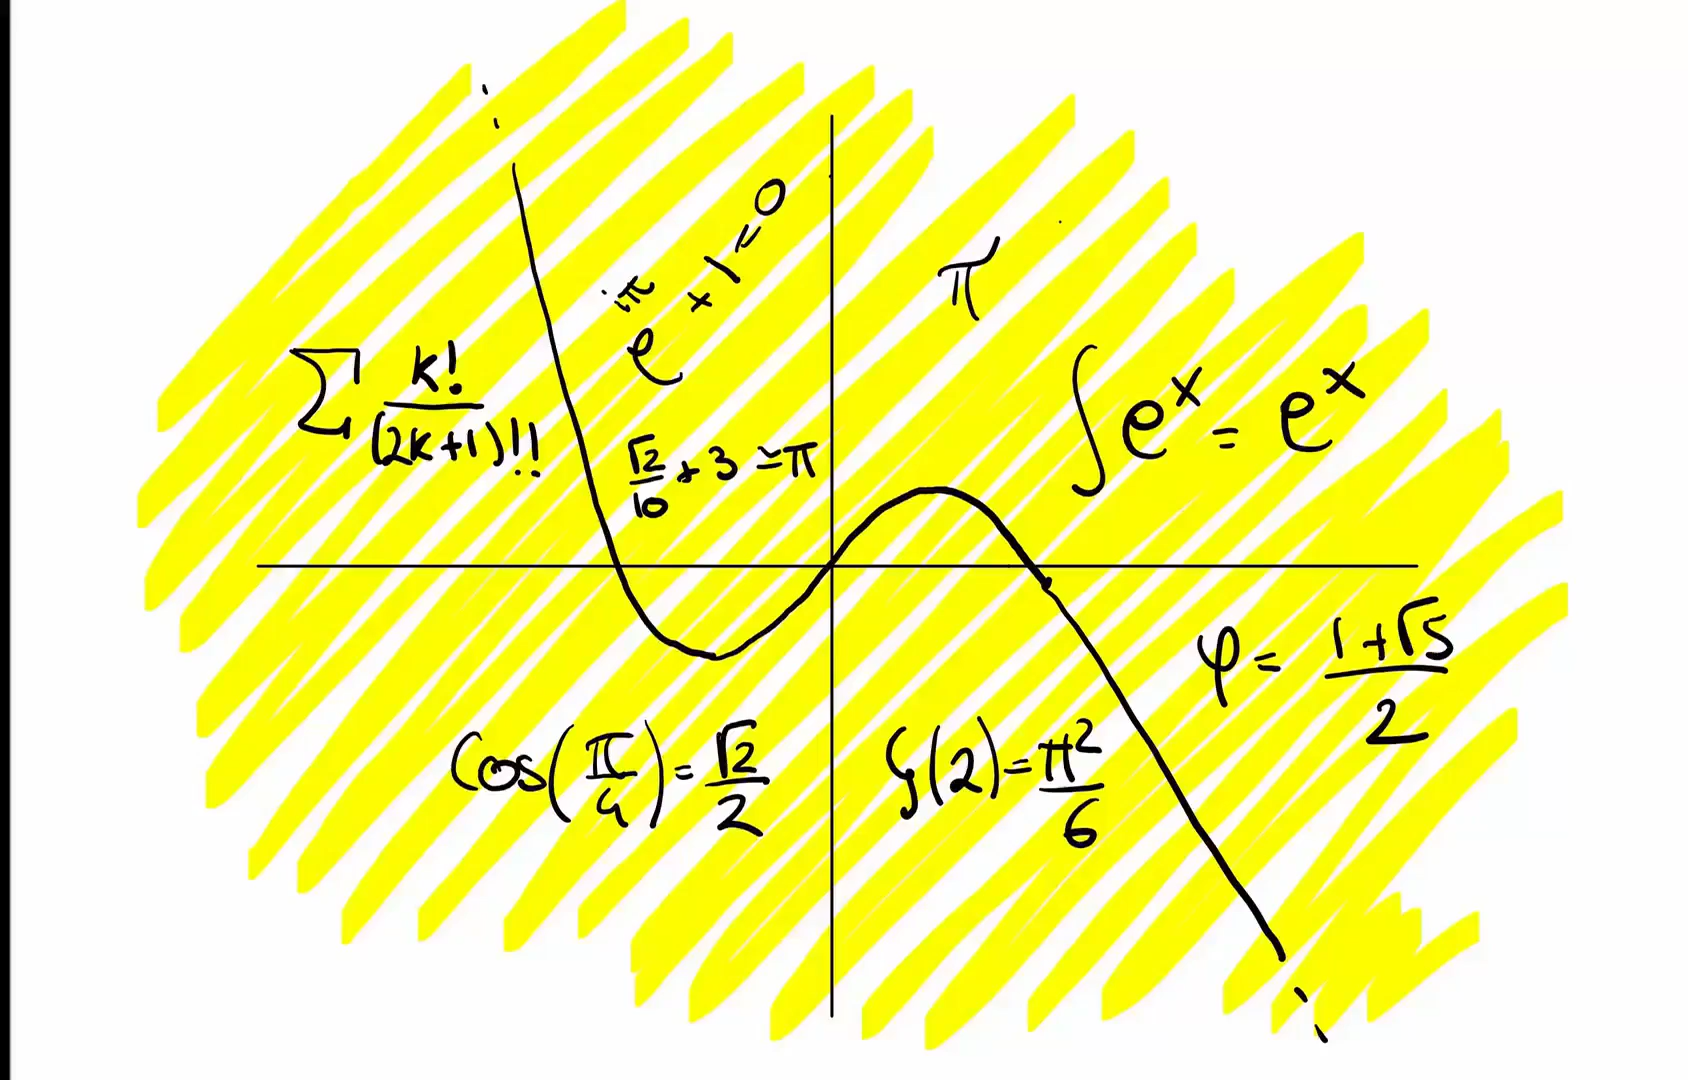 e^{iπ} + 1 = 0
π
∑ k!/(2k+1)!!
∫ e^x = e^x
√2/10 + 3 ≃ π
φ = (1+√5)/2
cos(π/4) = √2/2
ζ(2) = π²/6